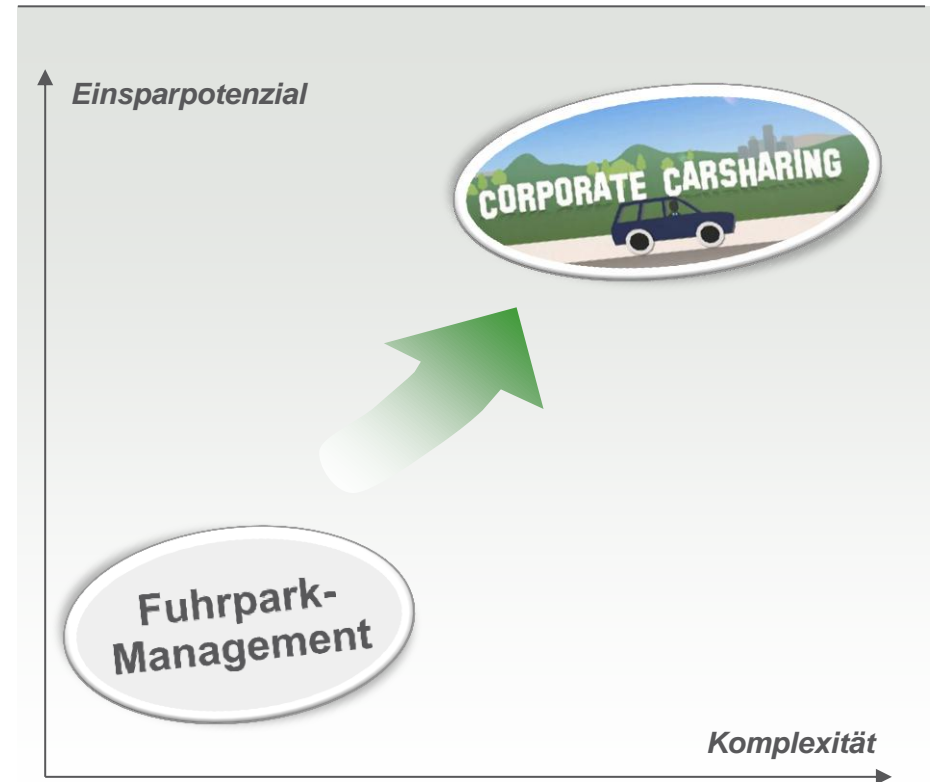 Einsparpotenzial
CORPORATE CARSHARING
Fuhrpark-
Management
Komplexität